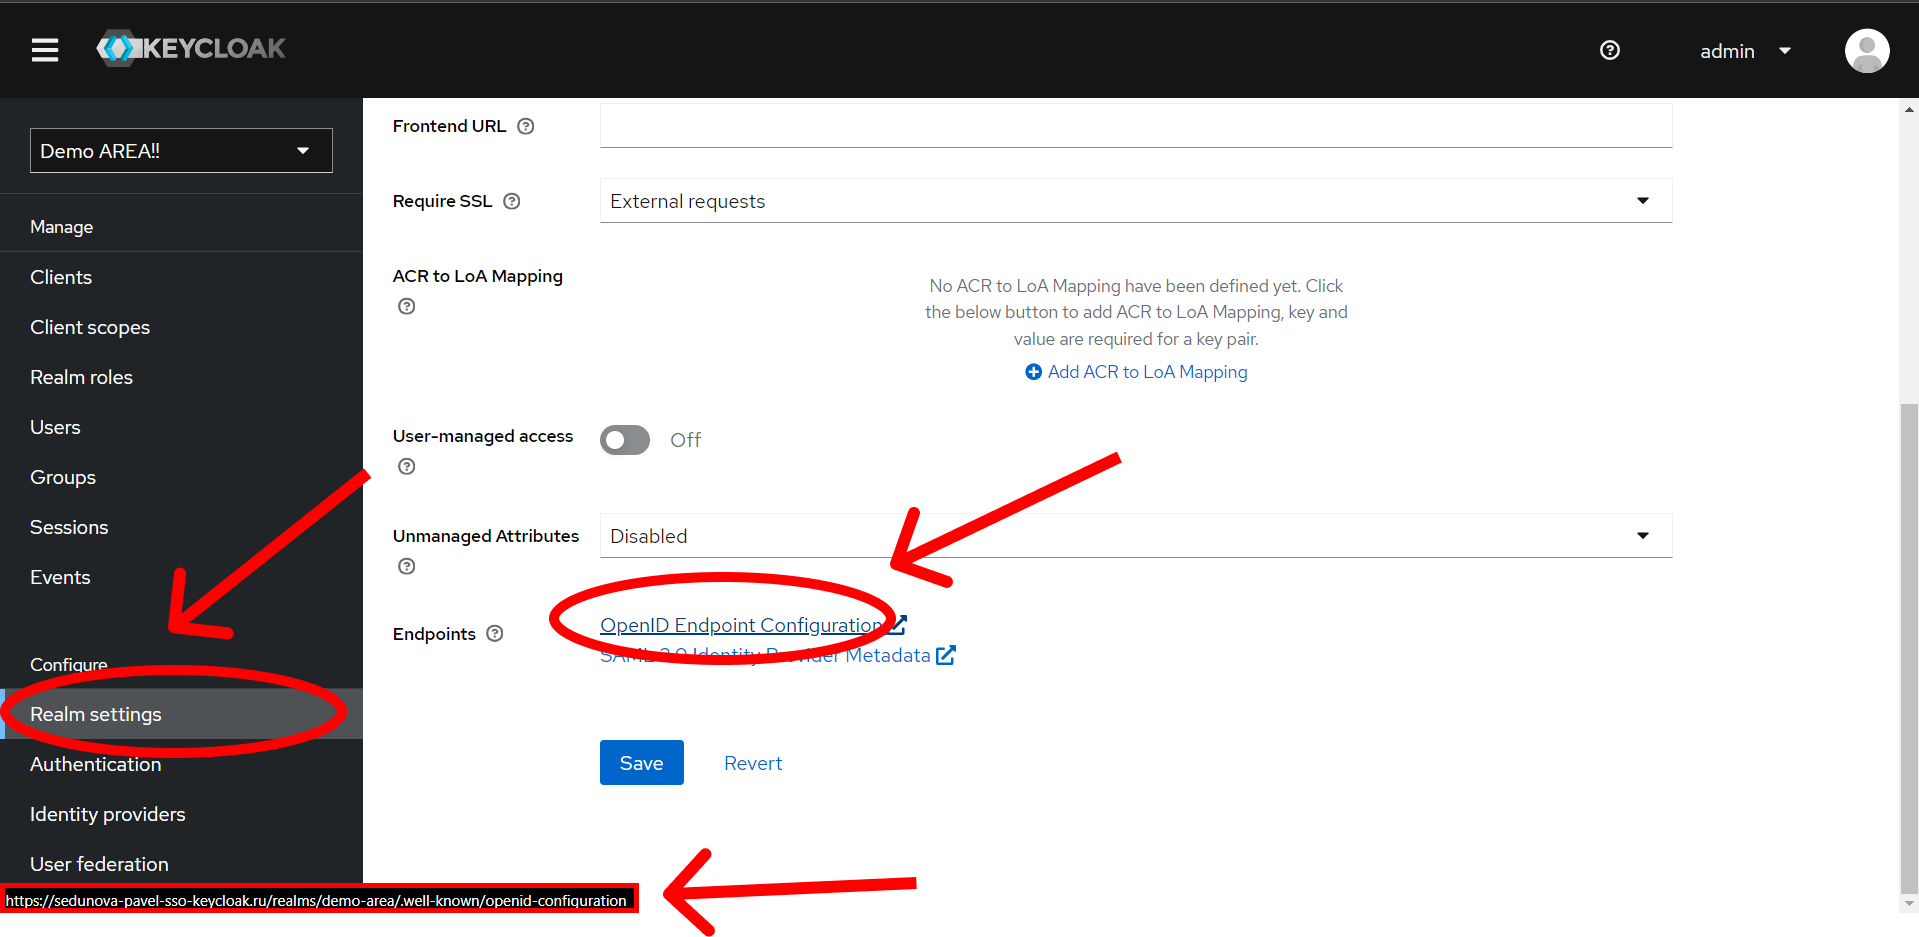 KEYCLOAK
admin
Demo AREA!!
Manage
Clients
Client scopes
Realm roles
Users
Groups
Sessions
Events
Configure
Realm settings
Authentication
Identity providers
User federation
Frontend URL
Require SSL
External requests
ACR to LoA Mapping
No ACR to LoA Mapping have been defined yet. Click
the below button to add ACR to LoA Mapping, key and
value are required for a key pair.
Add ACR to LoA Mapping
User-managed access
Off
Unmanaged Attributes
Disabled
Endpoints
OpenID Endpoint Configuration
SAML 2.0 Identity Provider Metadata
Save
Revert
https://sedunova-pavel-sso-keycloak.ru/realms/demo-area/.well-known/openid-configuration